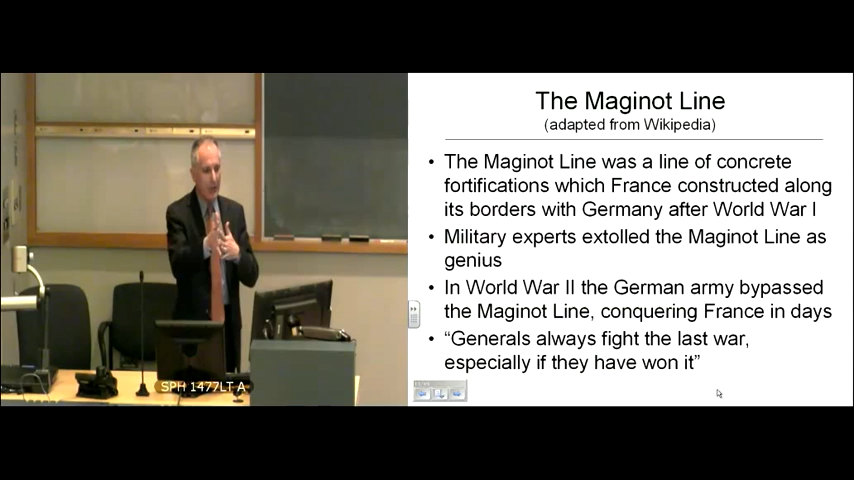 The Maginot Line
(adapted from Wikipedia)
• The Maginot Line was a line of concrete
fortifications which France constructed along
its borders with Germany after World War I
• Military experts extolled the Maginot Line as
genius
• In World War II the German army bypassed
the Maginot Line, conquering France in days
• “Generals always fight the last war,
especially if they have won it”
SPH 1477LT A